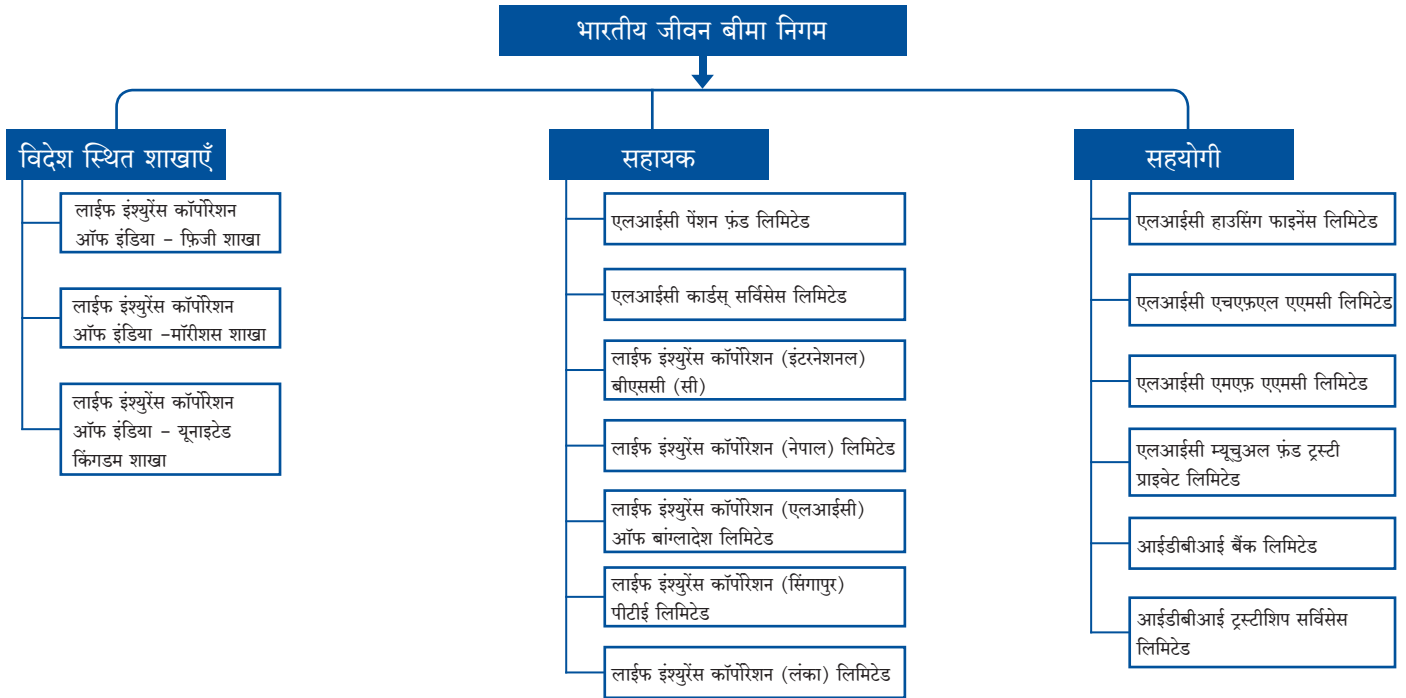 भारतीय जीवन बीमा निगम
विदेश स्थित शाखाएँ
लाईफ इंश्युरेंस कॉर्पोरेशन
ऑफ इंडिया – फ़िजी शाखा
लाईफ इंश्युरेंस कॉर्पोरेशन
ऑफ इंडिया –मॉरीशस शाखा
लाईफ इंश्युरेंस कॉर्पोरेशन
ऑफ इंडिया – यूनाइटेड
किंगडम शाखा
सहायक
एलआईसी पेंशन फ़ंड लिमिटेड
एलआईसी कार्डस् सर्विसेस लिमिटेड
लाईफ इंश्युरेंस कॉर्पोरेशन (इंटरनेशनल)
बीएससी (सी)
लाईफ इंश्युरेंस कॉर्पोरेशन (नेपाल) लिमिटेड
लाईफ इंश्युरेंस कॉर्पोरेशन (एलआईसी)
ऑफ बांग्लादेश लिमिटेड
लाईफ इंश्युरेंस कॉर्पोरेशन (सिंगापुर)
पीटीई लिमिटेड
लाईफ इंश्युरेंस कॉर्पोरेशन (लंका) लिमिटेड
सहयोगी
एलआईसी हाउसिंग फाइनेंस लिमिटेड
एलआईसी एचएफ़एल एएमसी लिमिटेड
एलआईसी एमएफ़ एएमसी लिमिटेड
एलआईसी म्यूचुअल फ़ंड ट्रस्टी
प्राइवेट लिमिटेड
आईडीबीआई बैंक लिमिटेड
आईडीबीआई ट्रस्टीशिप सर्विसेस
लिमिटेड